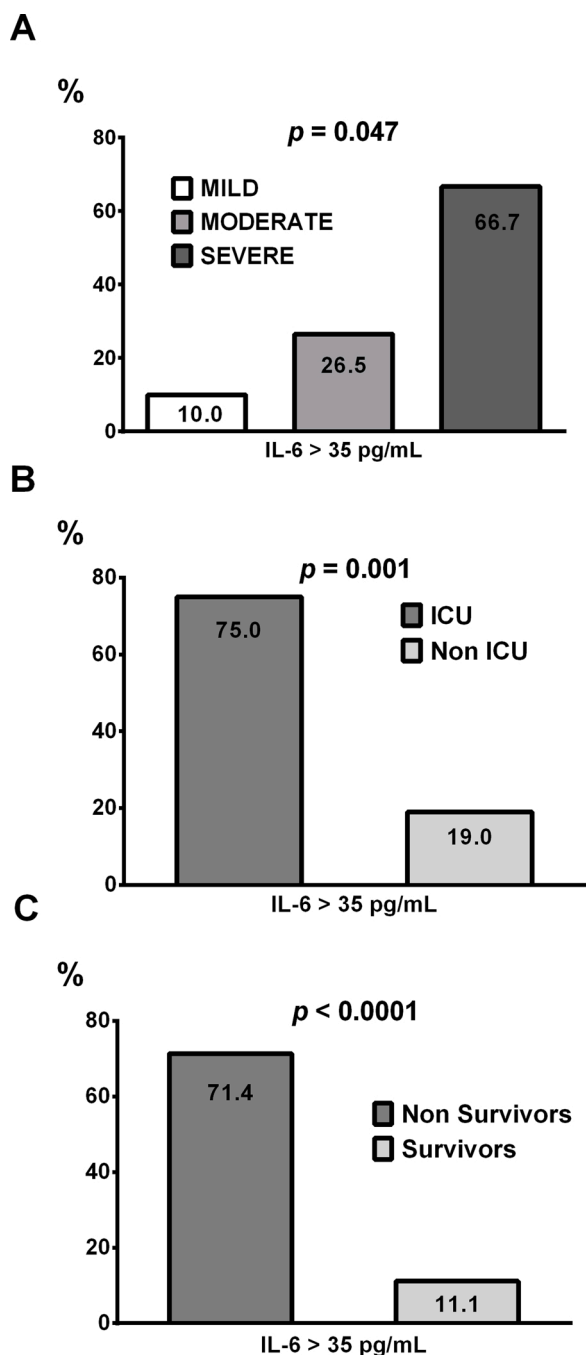 A
%
p = 0.047
80
60
40
20
0
MILD
MODERATE
SEVERE
10.0
26.5
66.7
IL-6 > 35 pg/mL
B
%
p = 0.001
80
60
40
20
0
ICU
Non ICU
75.0
19.0
IL-6 > 35 pg/mL
C
%
p < 0.0001
80
60
40
20
0
Non Survivors
Survivors
71.4
11.1
IL-6 > 35 pg/mL